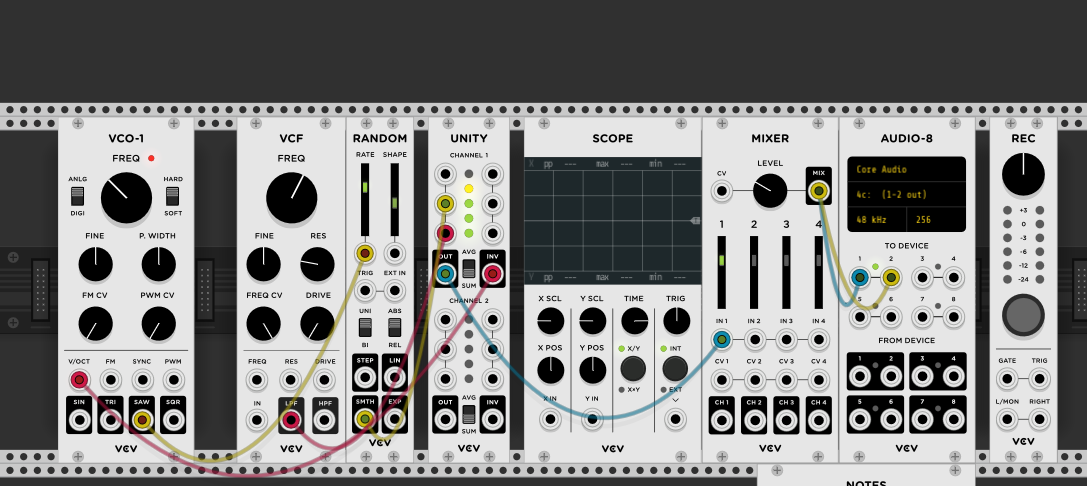 VCO-1
FREQ
ANLG
HARD
DIGI
SOFT
FINE
P. WIDTH
FM CV
PWM CV
V/OCT
FM
SYNC
PWM
SIN
TRI
SAW
SQR
VCV
VCF
FREQ
FINE
RES
FREQ CV
DRIVE
FREQ
RES
DRIVE
IN
LPF
HPF
VCV
RANDOM
RATE
SHAPE
TRIG
EXT IN
UNI
ABS
BI
REL
STEP
LIN
SMTH
EXP
VCV
UNITY
CHANNEL 1
OUT
AVG
INV
SUM
CHANNEL 2
OUT
AVG
INV
SUM
VCV
SCOPE
X pp --- max --- min ---
V pp --- max --- min ---
X SCL
Y SCL
TIME
TRIG
X POS
Y POS
X/Y
INT
X×Y
EXT
X IN
Y IN
VCV
MIXER
LEVEL
CV
MIX
1
2
3
4
IN 1
IN 2
IN 3
IN 4
CV 1
CV 2
CV 3
CV 4
CH 1
CH 2
CH 3
CH 4
VCV
AUDIO-8
Core Audio
4c: (1-2 out)
48 kHz
256
TO DEVICE
1
2
3
4
5
6
7
8
FROM DEVICE
1
2
3
4
5
6
7
8
VCV
REC
+3
0
-3
-6
-12
-24
GATE
TRIG
L/MON
RIGHT
VCV
NOTES